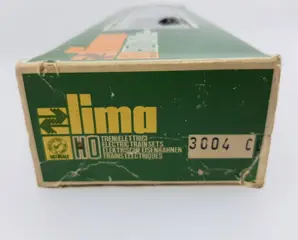 lima
HO
TRENI ELETTRICI
ELECTRIC TRAIN SETS
ELEKTRISCHE EISENBAHNEN
TRAINS ELECTRIQUES
3004 C